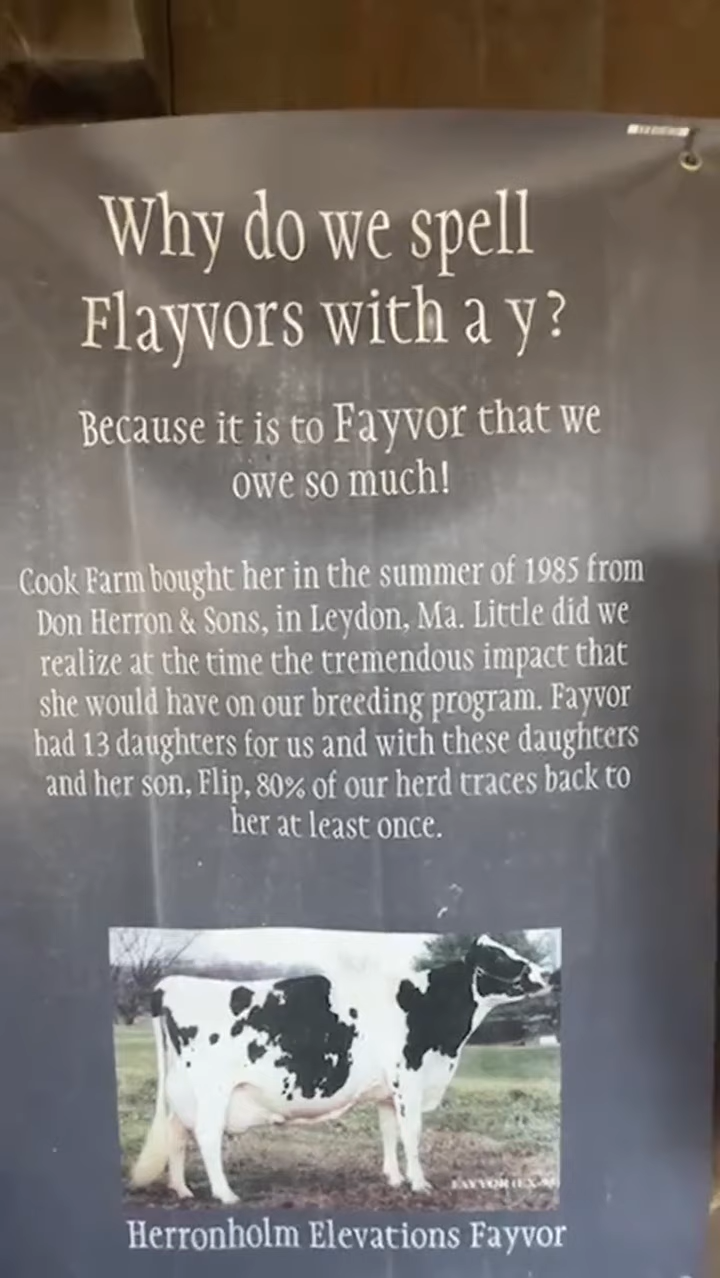 Why do we spell
Flayvors with a y?
Because it is to Fayvor that we
owe so much!
Cook Farm bought her in the summer of 1985 from
Don Herron & Sons, in Leydon, Ma. Little did we
realize at the time the tremendous impact that
she would have on our breeding program. Fayvor
had 13 daughters for us and with these daughters
and her son, Flip, 80% of our herd traces back to
her at least once.
FAYVOR
Herronholm Elevations Fayvor